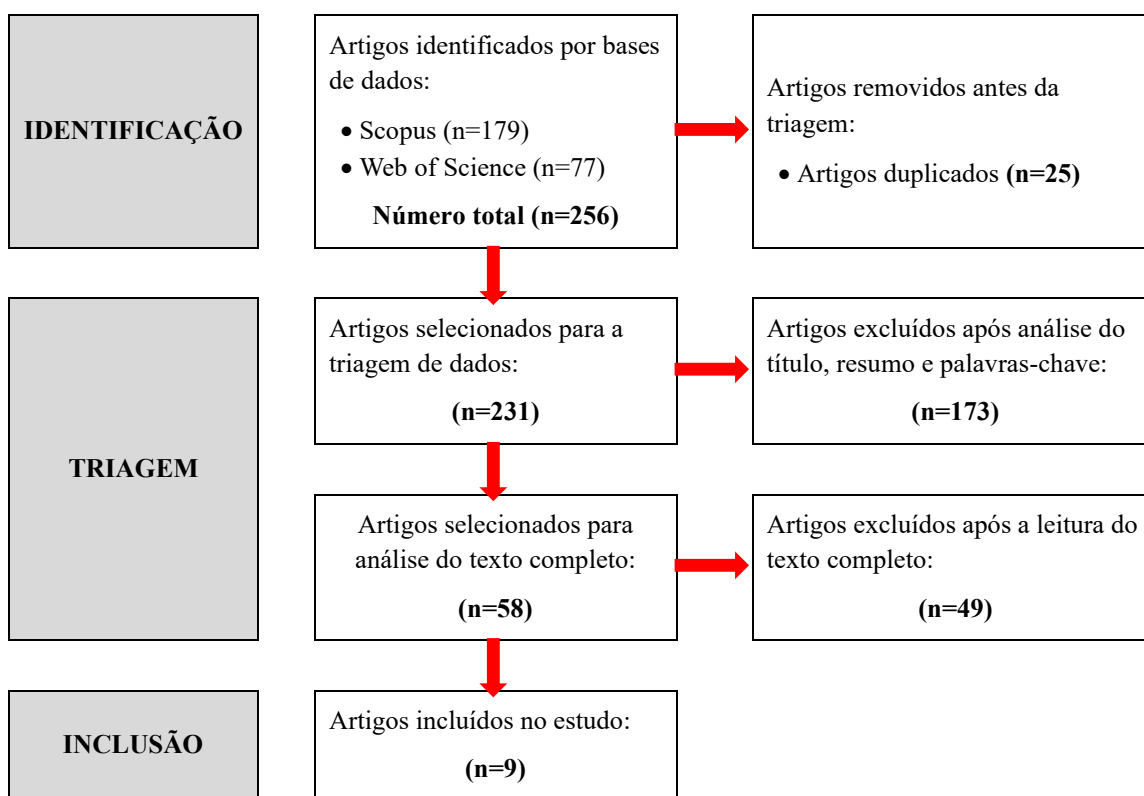 IDENTIFICAÇÃO
Artigos identificados por bases
de dados:
• Scopus (n=179)
• Web of Science (n=77)
Número total (n=256)
Artigos removidos antes da
triagem:
• Artigos duplicados (n=25)
TRIAGEM
Artigos selecionados para a
triagem de dados:
(n=231)
Artigos excluídos após análise do
título, resumo e palavras-chave:
(n=173)
Artigos selecionados para
análise do texto completo:
(n=58)
Artigos excluídos após a leitura do
texto completo:
(n=49)
INCLUSÃO
Artigos incluídos no estudo:
(n=9)